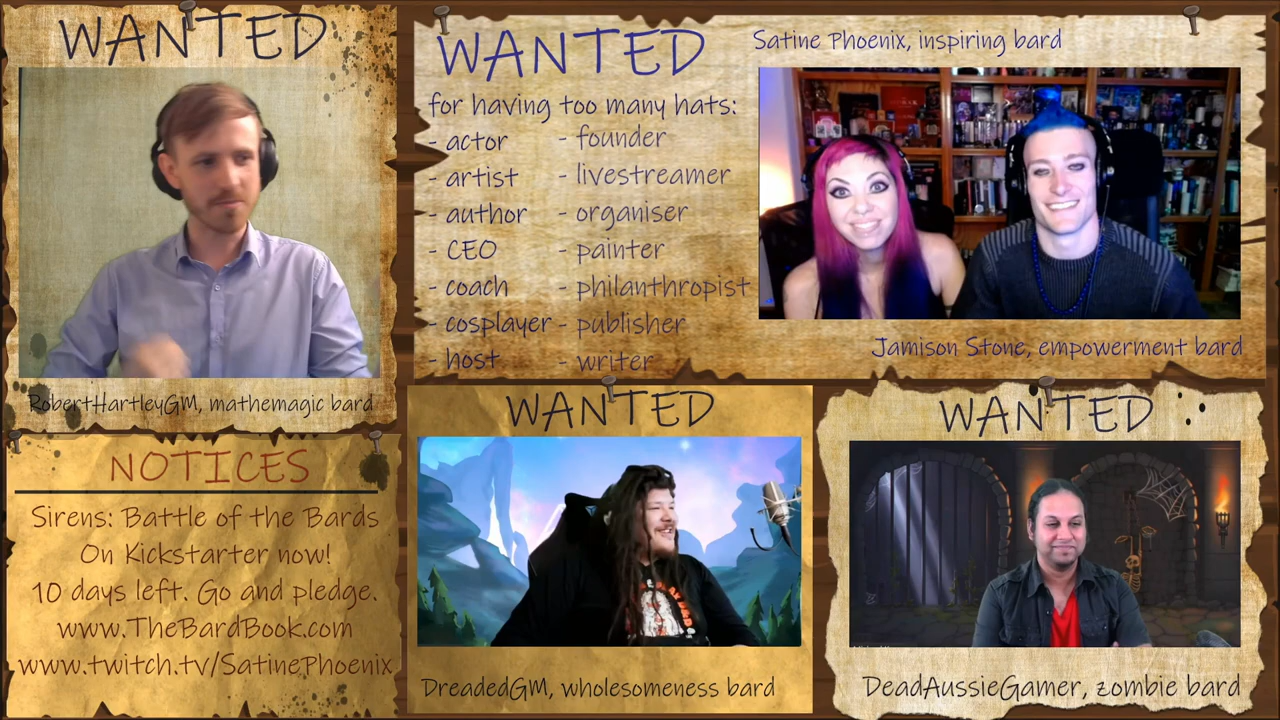 WANTED
RobertHartleyGM, mathemagic bard
WANTED
for having too many hats:
- actor
- artist
- author
- CEO
- coach
- cosplayer
- host
- founder
- livestreamer
- organiser
- painter
- philanthropist
- publisher
- writer
Satine Phoenix, inspiring bard
Jamison Stone, empowerment bard
NOTICES
Sirens: Battle of the Bards
On Kickstarter now!
10 days left. Go and pledge.
www.TheBardBook.com
www.twitch.tv/SatinePhoenix
WANTED
DreadedGM, wholesomeness bard
WANTED
DeadAussieGamer, zombie bard